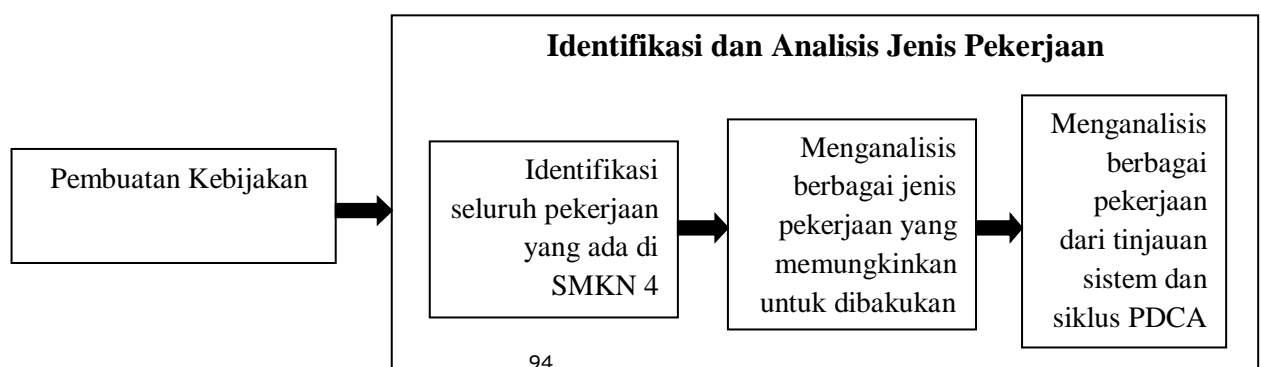 Identifikasi dan Analisis Jenis Pekerjaan
Pembuatan Kebijakan
Identifikasi
seluruh pekerjaan
yang ada di
SMKN 4
Menganalisis
berbagai jenis
pekerjaan yang
memungkinkan
untuk dibakukan
Menganalisis
berbagai
pekerjaan
dari tinjauan
sistem dan
siklus PDCA
94